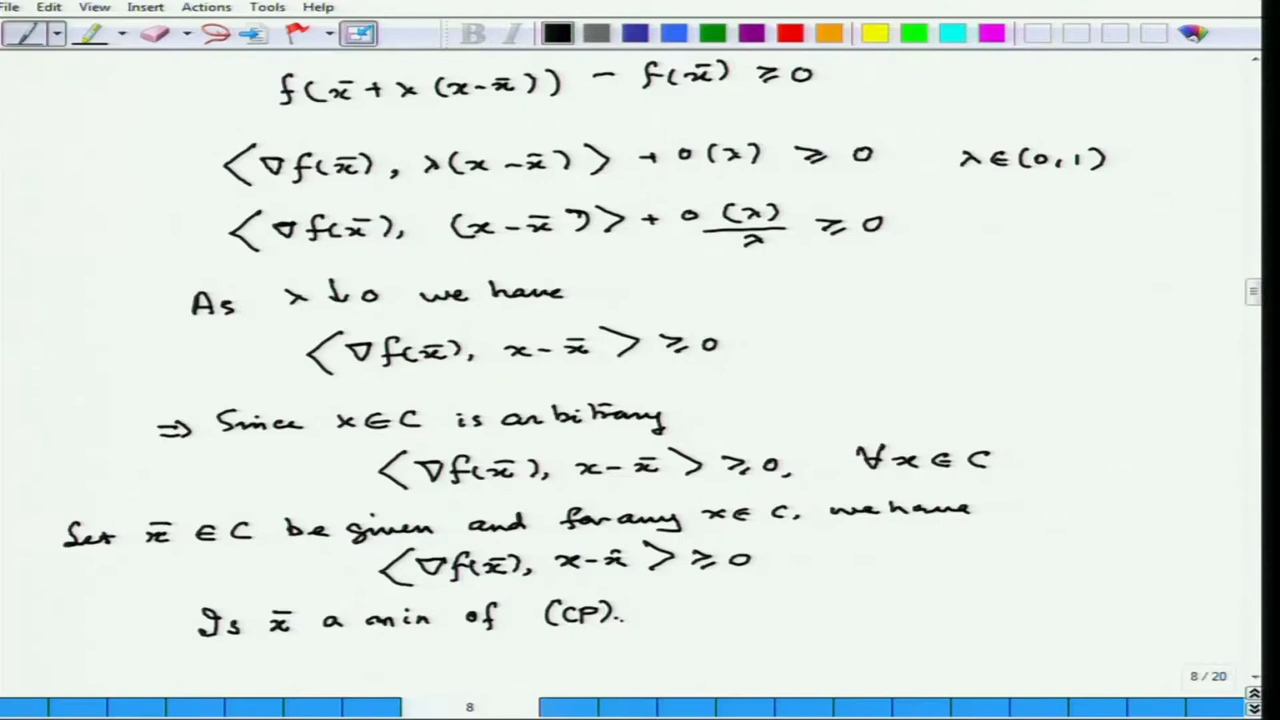 File Edit View Insert Actions Tools Help
B I
f(x̄ + λ(x-x̄)) - f(x̄) ≥ 0
⟨∇f(x̄), λ(x-x̄)⟩ + o(λ) ≥ 0 λ∈(0,1)
⟨∇f(x̄), (x-x̄)⟩ + o(λ)/λ ≥ 0
As λ↓0 we have
⟨∇f(x̄), x-x̄⟩ ≥ 0
⇒ Since x∈C is arbitrary
⟨∇f(x̄), x-x̄⟩ ≥ 0, ∀x∈C
Let x̄ ∈ C be given and for any x∈C, we have
⟨∇f(x̄), x-x̄⟩ ≥ 0
Is x̄ a min of (CP).
8 / 20
8